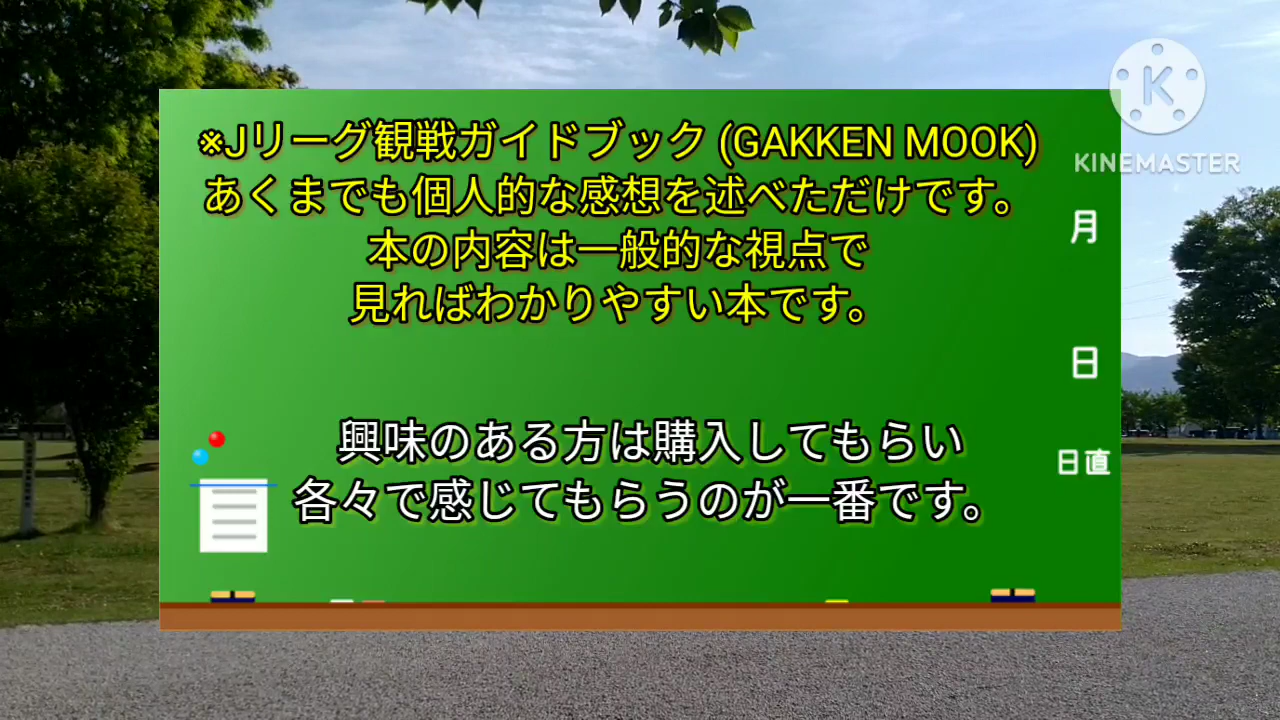 ※Jリーグ観戦ガイドブック (GAKKEN MOOK)
あくまでも個人的な感想を述べただけです。
本の内容は一般的な視点で
見ればわかりやすい本です。
興味のある方は購入してもらい
各々で感じてもらうのが一番です。
月
日
日直
K
KINEMASTER